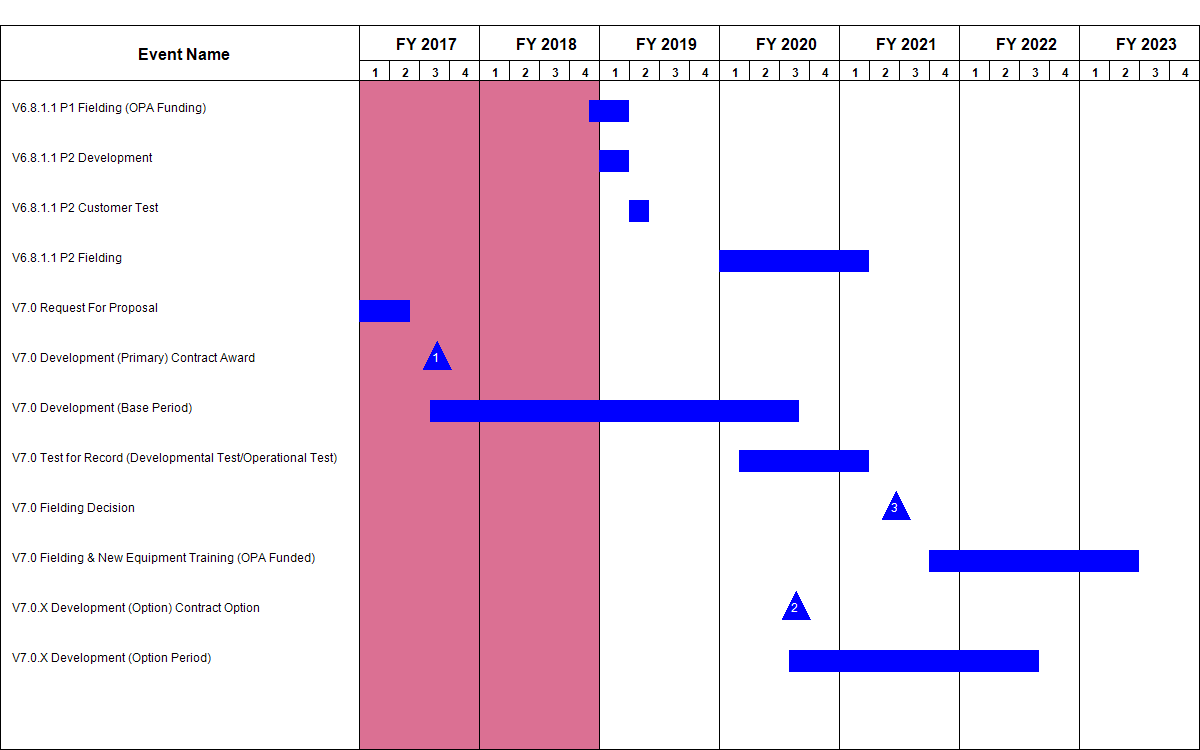 Event Name
FY 2017 FY 2018 FY 2019 FY 2020 FY 2021 FY 2022 FY 2023
1 2 3 4 1 2 3 4 1 2 3 4 1 2 3 4 1 2 3 4 1 2 3 4 1 2 3 4
V6.8.1.1 P1 Fielding (OPA Funding)
V6.8.1.1 P2 Development
V6.8.1.1 P2 Customer Test
V6.8.1.1 P2 Fielding
V7.0 Request For Proposal
V7.0 Development (Primary) Contract Award
1
V7.0 Development (Base Period)
V7.0 Test for Record (Developmental Test/Operational Test)
V7.0 Fielding Decision
3
V7.0 Fielding & New Equipment Training (OPA Funded)
V7.0.X Development (Option) Contract Option
2
V7.0.X Development (Option Period)